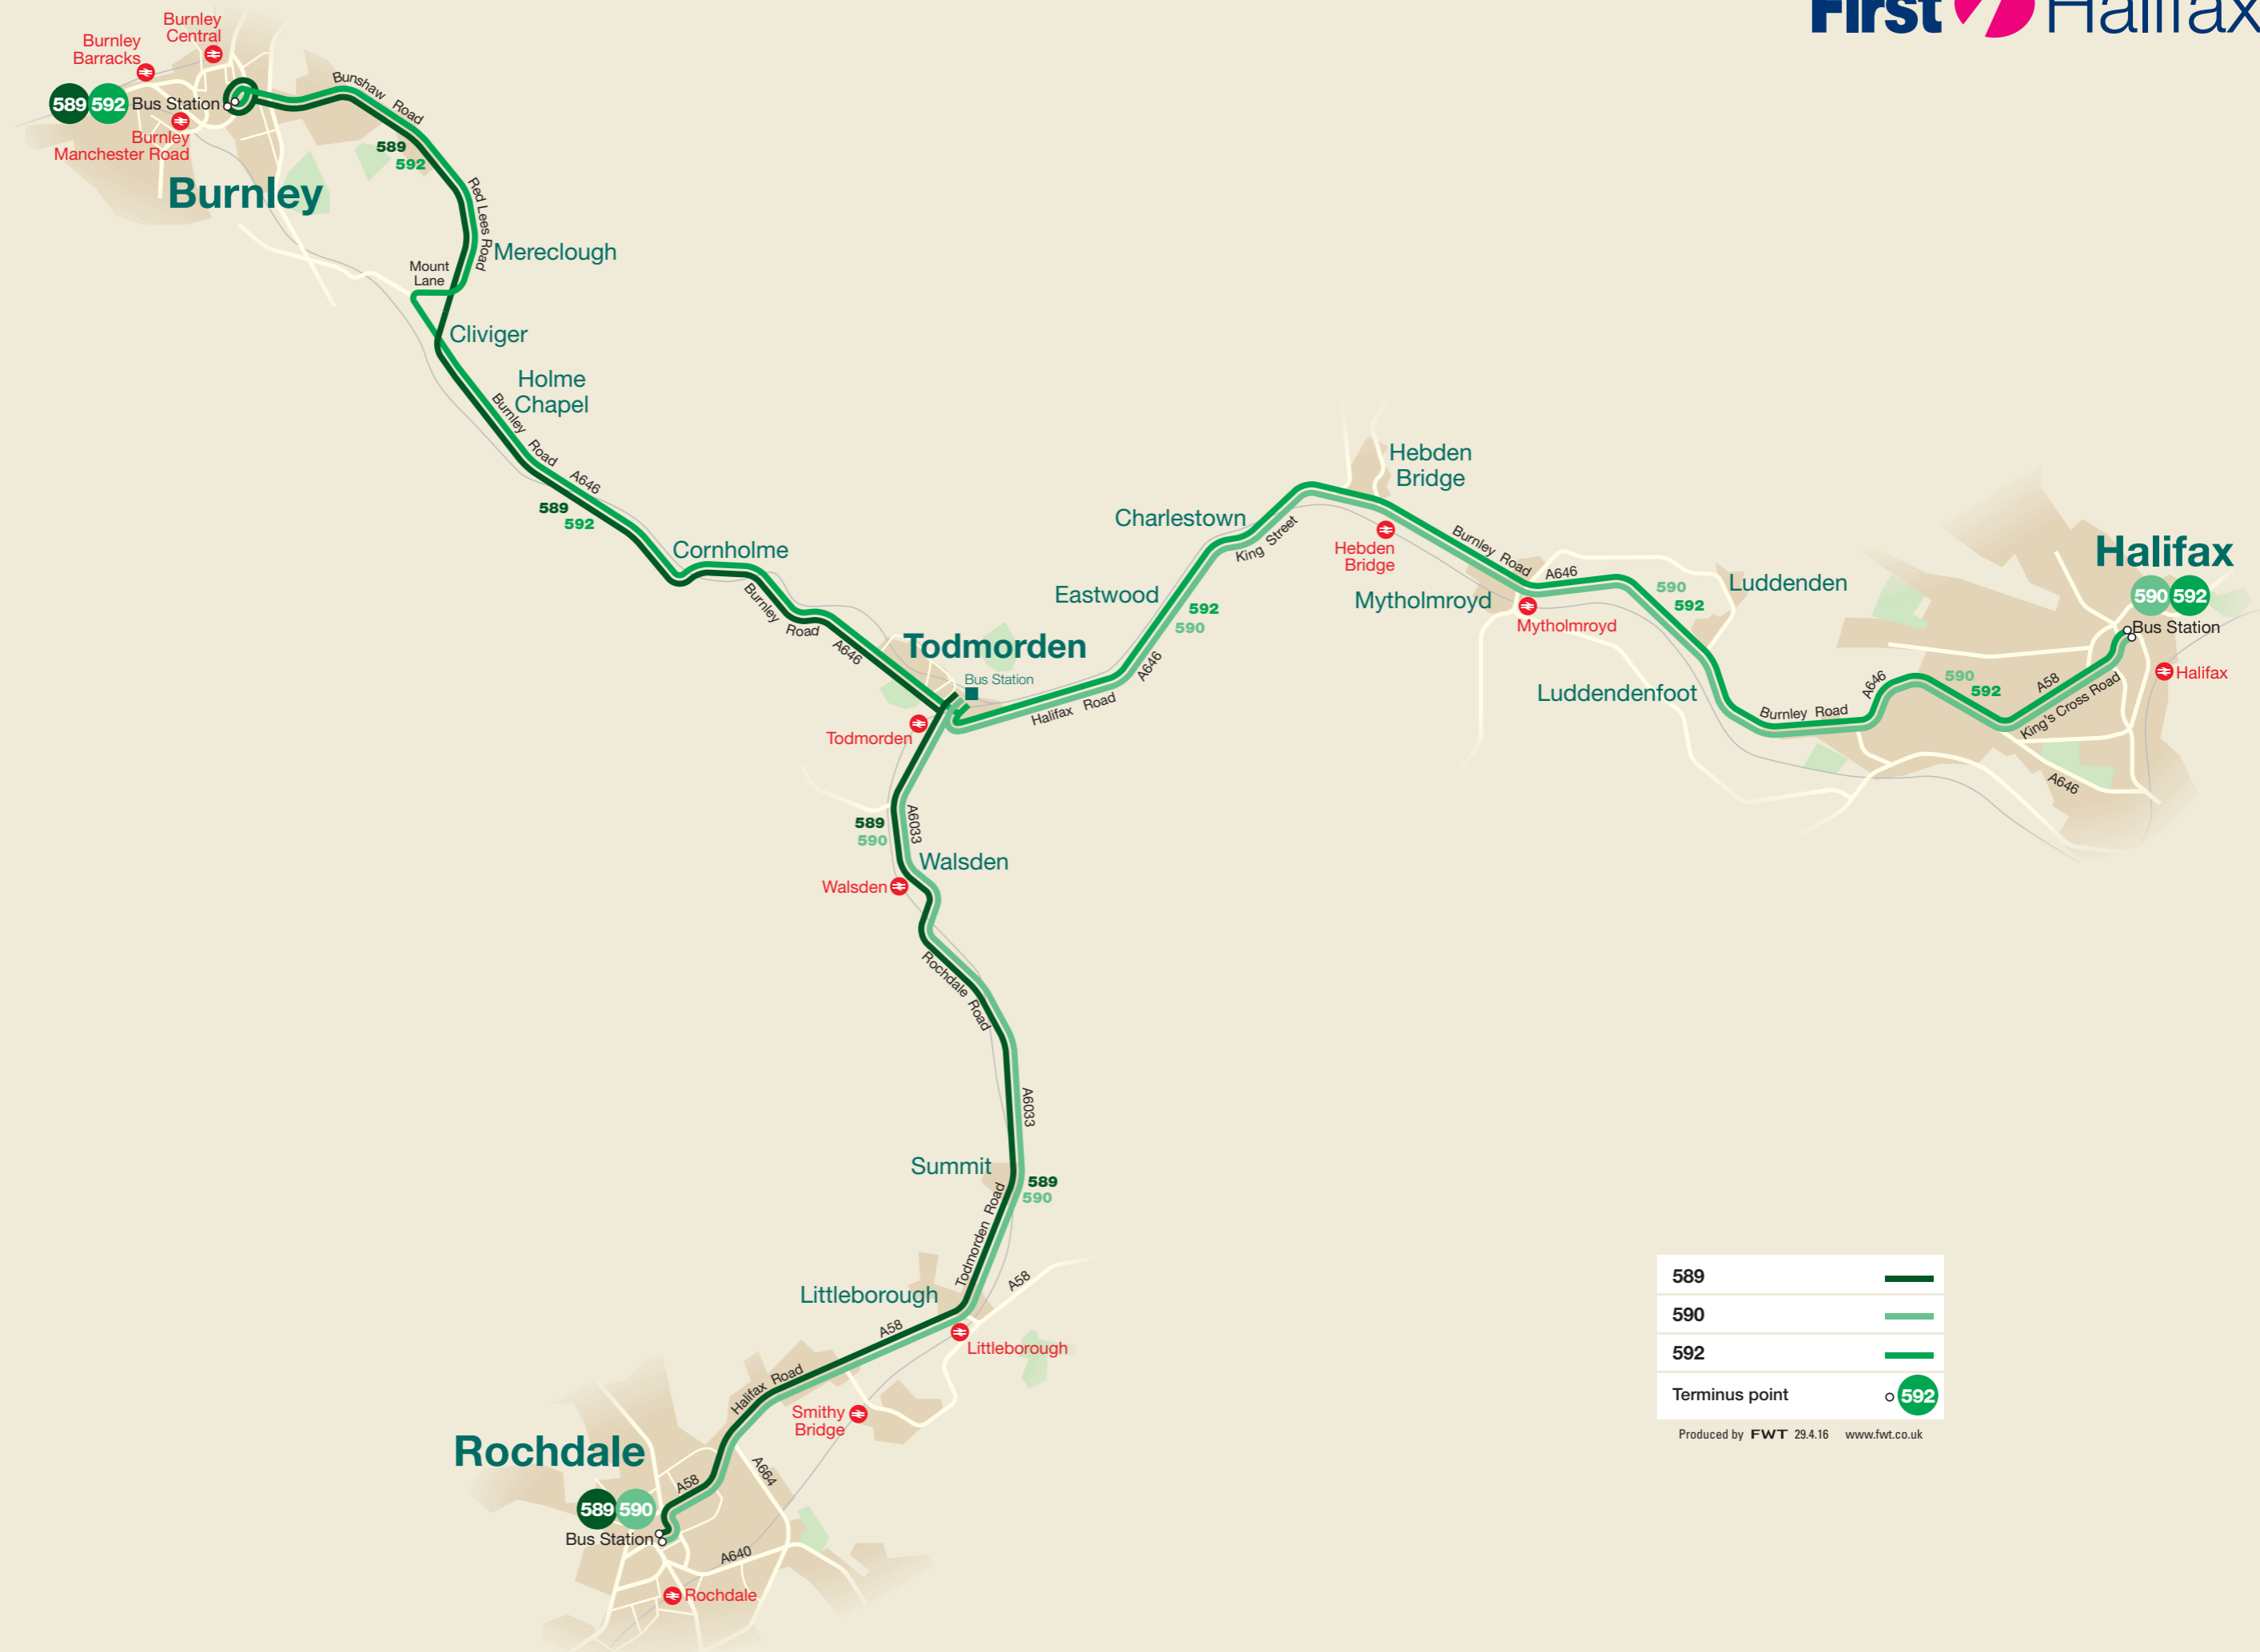 First Halifax
Burnley
Central
Burnley
Barracks
589 592 Bus Station
Burnley
Manchester Road
Burnley
Bunshaw Road
589
592
Red Lees Road
Mereclough
Mount
Lane
Cliviger
Holme
Chapel
Burnley Road A646
589
592
Cornholme
Burnley Road A646
Todmorden
Bus Station
Todmorden
Halifax Road A646
Eastwood
592
590
Charlestown
King Street
Hebden
Bridge
Hebden
Bridge
Burnley Road A646
Mytholmroyd
Mytholmroyd
590
592
Luddenden
Luddendenfoot
Burnley Road A646
590
592
A58
King's Cross Road
A646
Halifax
590 592
Bus Station
Halifax
589
590
A6033
Walsden
Walsden
Rochdale Road
A6033
Summit
589
590
Todmorden Road
Littleborough
A58
A58
Littleborough
Halifax Road
Smithy
Bridge
Rochdale
A58
A664
589 590
Bus Station
A640
Rochdale
589
590
592
Terminus point 592
Produced by FWT 29.4.16 www.fwt.co.uk